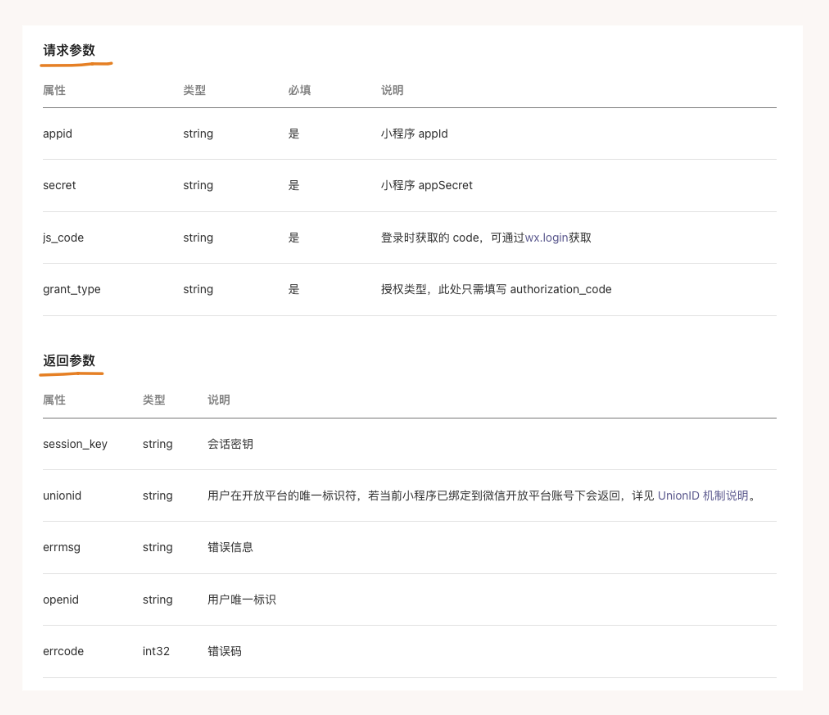 请求参数
属性 类型 必填 说明
appid string 是 小程序 appId
secret string 是 小程序 appSecret
js_code string 是 登录时获取的 code，可通过wx.login获取
grant_type string 是 授权类型，此处只需填写 authorization_code
返回参数
属性 类型 说明
session_key string 会话密钥
unionid string 用户在开放平台的唯一标识符，若当前小程序已绑定到微信开放平台账号下会返回，详见 UnionID 机制说明。
errmsg string 错误信息
openid string 用户唯一标识
errcode int32 错误码